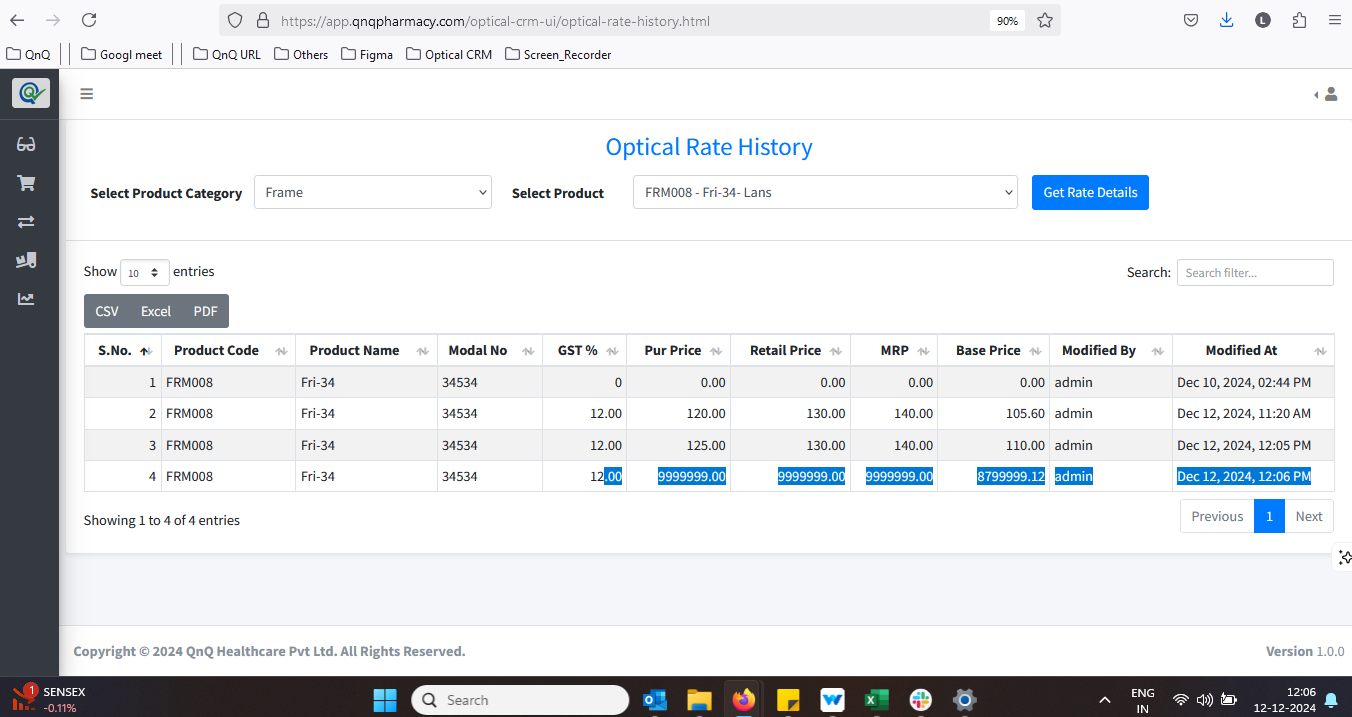 https://app.qnqpharmacy.com/optical-crm-ui/optical-rate-history.html 90% L
QnQ Googl meet QnQ URL Others Figma Optical CRM Screen_Recorder
Optical Rate History
Select Product Category Frame Select Product FRM008 - Fri-34- Lans Get Rate Details
Show 10 entries Search: Search filter...
CSV Excel PDF
S.No. Product Code Product Name Modal No GST % Pur Price Retail Price MRP Base Price Modified By Modified At
1 FRM008 Fri-34 34534 0 0.00 0.00 0.00 0.00 admin Dec 10, 2024, 02:44 PM
2 FRM008 Fri-34 34534 12.00 120.00 130.00 140.00 105.60 admin Dec 12, 2024, 11:20 AM
3 FRM008 Fri-34 34534 12.00 125.00 130.00 140.00 110.00 admin Dec 12, 2024, 12:05 PM
4 FRM008 Fri-34 34534 12.00 9999999.00 9999999.00 9999999.00 8799999.12 admin Dec 12, 2024, 12:06 PM
Showing 1 to 4 of 4 entries Previous 1 Next
Copyright © 2024 QnQ Healthcare Pvt Ltd. All Rights Reserved. Version 1.0.0
1 SENSEX Search ENG 12:06
-0.11% IN 12-12-2024